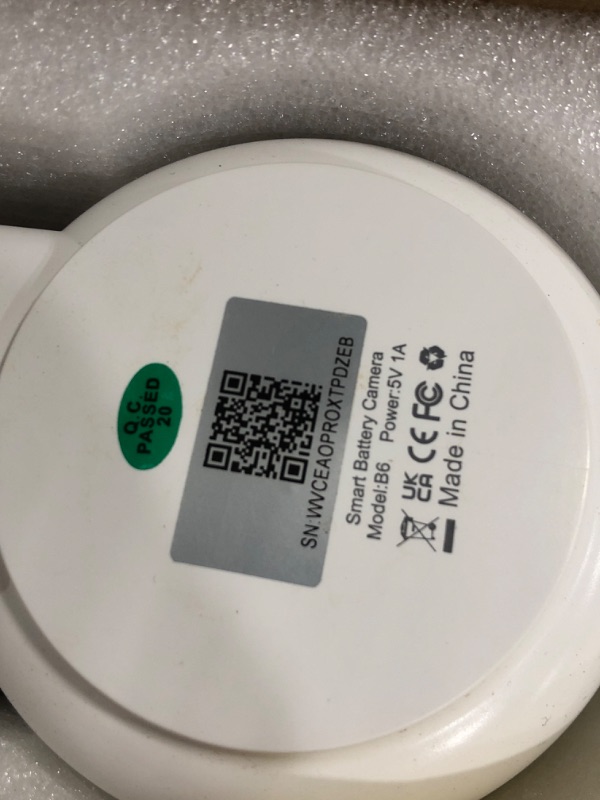 Q.C.
PASSED
20
SN:WVCEAOPROXTPDZEB
Smart Battery Camera
Model:B6 Power:5V 1A
UK
CA CE FC
Made in China